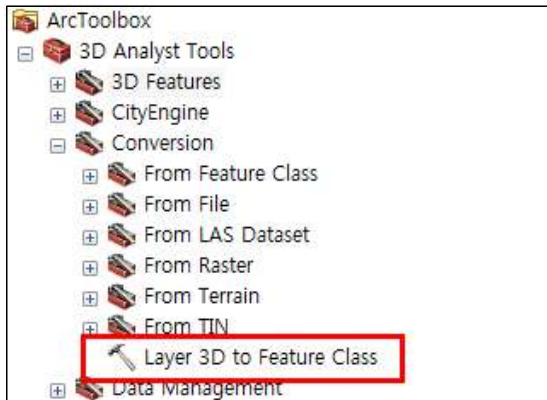 ArcToolbox
3D Analyst Tools
3D Features
CityEngine
Conversion
From Feature Class
From File
From LAS Dataset
From Raster
From Terrain
From TIN
Layer 3D to Feature Class
Data Management